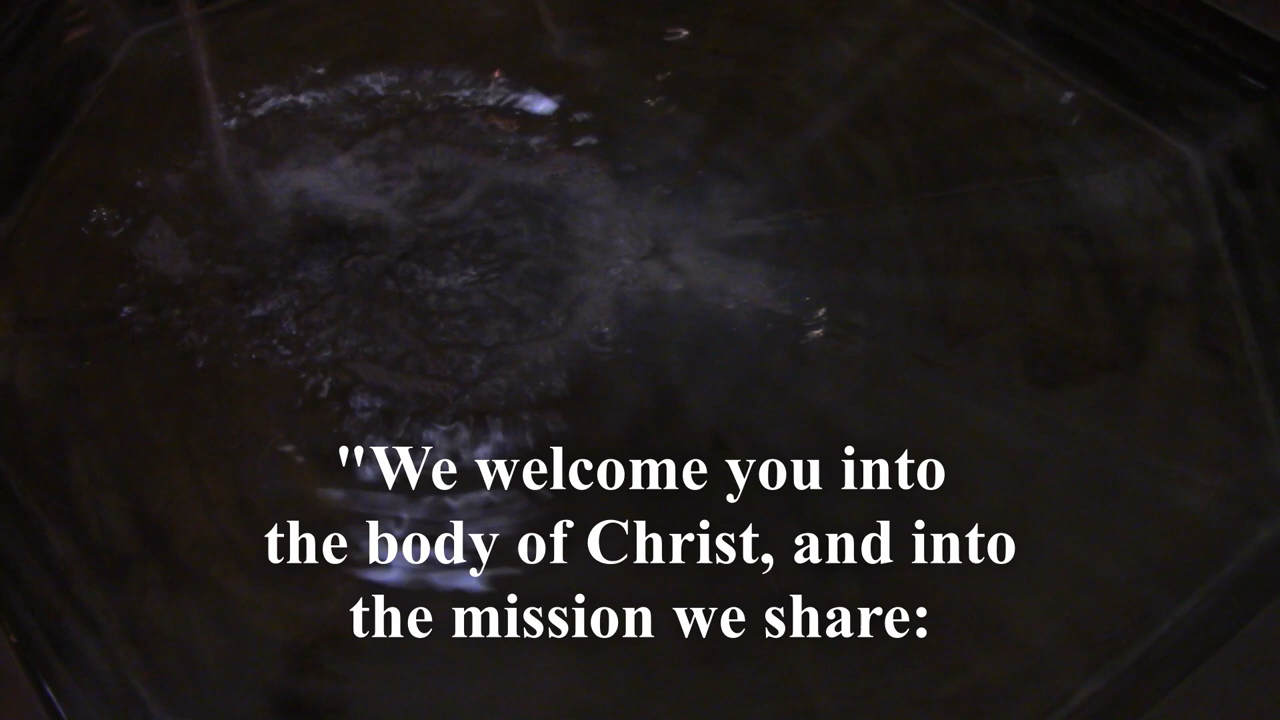 "We welcome you into
the body of Christ, and into
the mission we share: